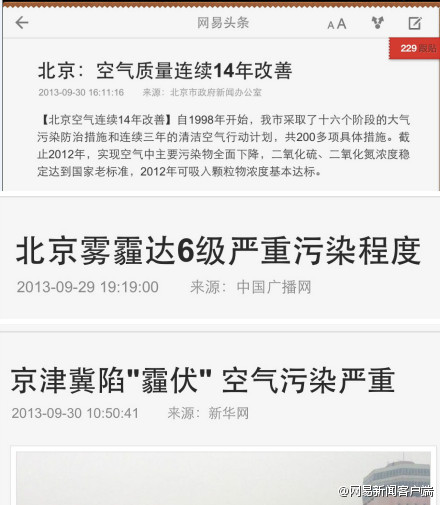 网易头条
AA
229跟帖
北京：空气质量连续14年改善
2013-09-30 16:11:16 来源：北京市政府新闻办公室
【北京空气连续14年改善】自1998年开始，我市采取了十六个阶段的大气
污染防治措施和连续三年的清洁空气行动计划，共200多项具体措施。截
止2012年，实现空气中主要污染物全面下降，二氧化硫、二氧化氮浓度稳
定达到国家老标准，2012年可吸入颗粒物浓度基本达标。
北京雾霾达6级严重污染程度
2013-09-29 19:19:00 来源：中国广播网
京津冀陷"霾伏" 空气污染严重
2013-09-30 10:50:41 来源：新华网
@网易新闻客户端